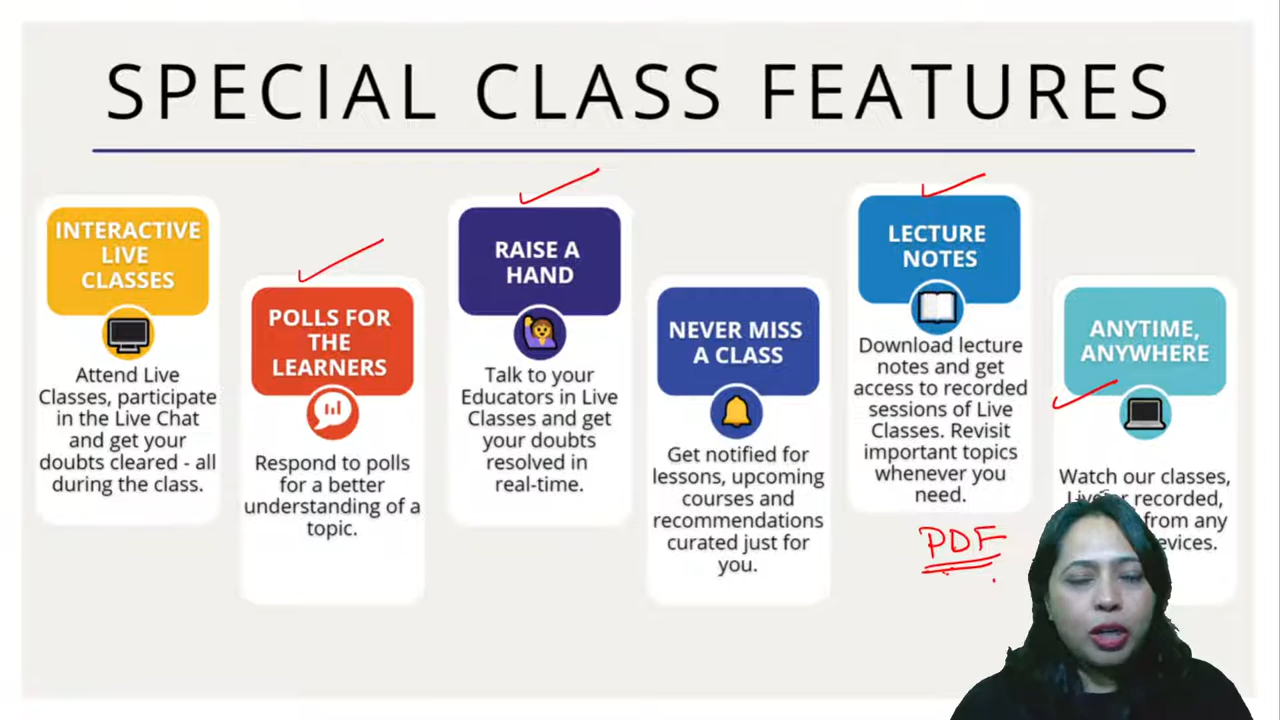 SPECIAL CLASS FEATURES
INTERACTIVE
LIVE
CLASSES
Attend Live
Classes, participate
in the Live Chat
and get your
doubts cleared - all
during the class.
POLLS FOR
THE
LEARNERS
Respond to polls
for a better
understanding of a
topic.
RAISE A
HAND
Talk to your
Educators in Live
Classes and get
your doubts
resolved in
real-time.
NEVER MISS
A CLASS
Get notified for
lessons, upcoming
courses and
recommendations
curated just for
you.
LECTURE
NOTES
Download lecture
notes and get
access to recorded
sessions of Live
Classes. Revisit
important topics
whenever you
need.
PDF
ANYTIME,
ANYWHERE
Watch our classes,
recorded,
from any